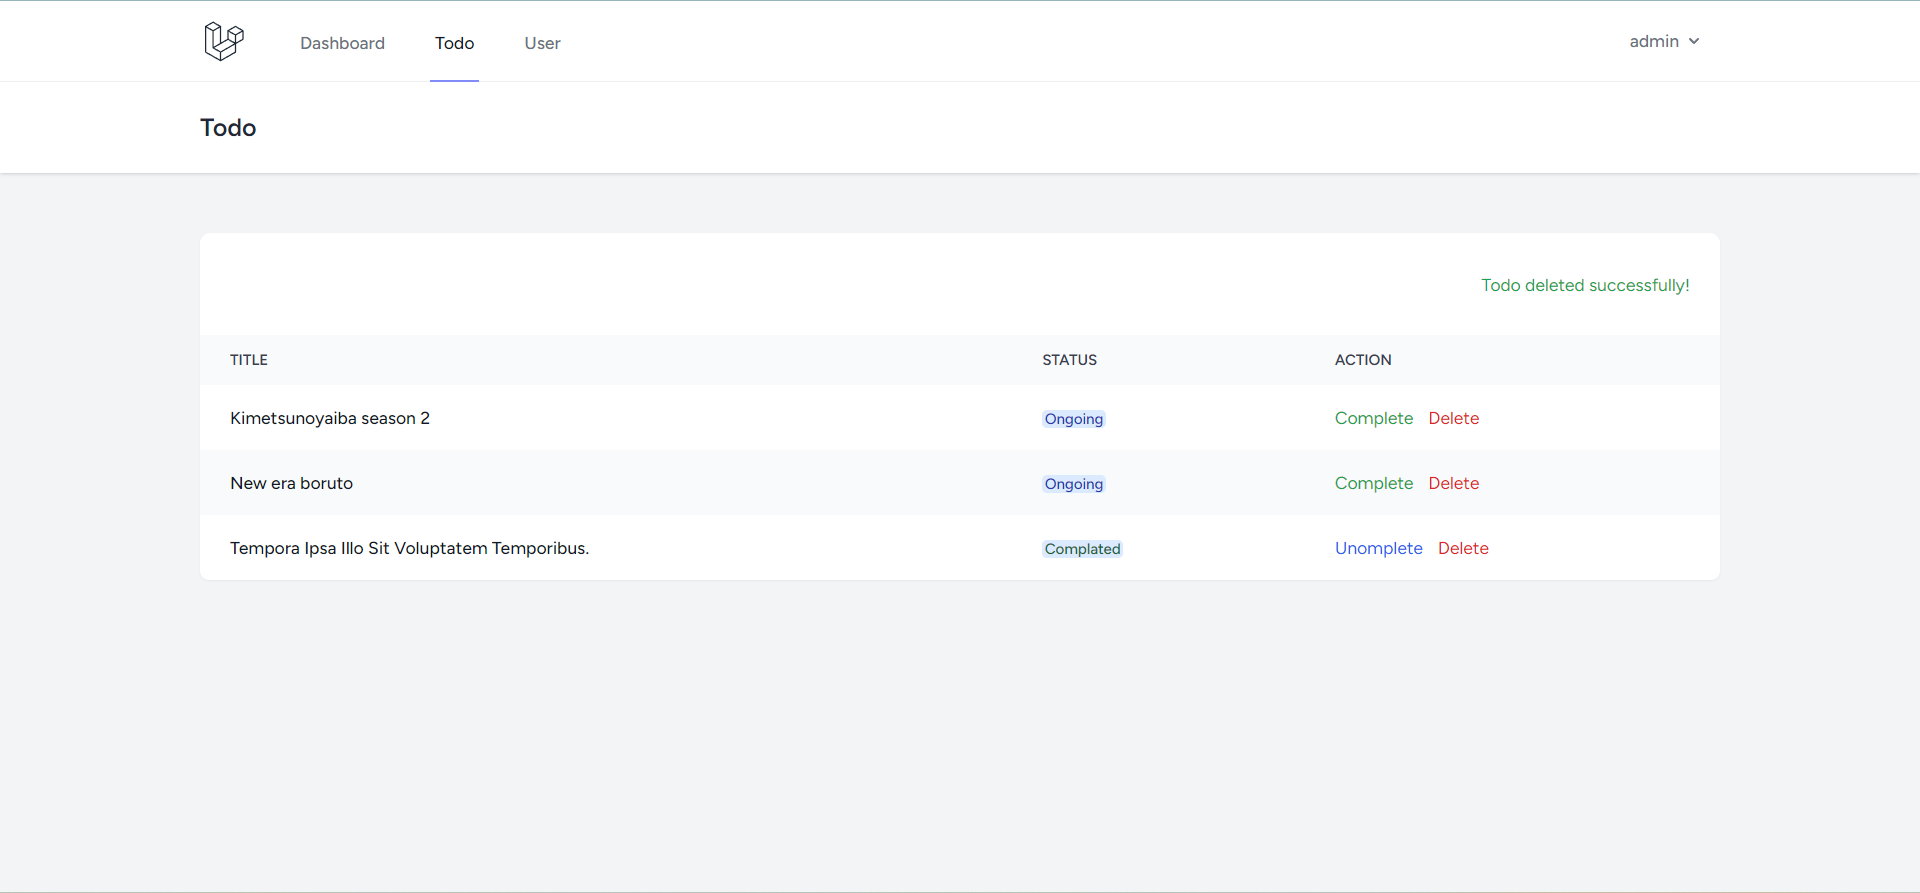 Dashboard Todo User admin
Todo
Todo deleted successfully!
TITLE STATUS ACTION
Kimetsunoyaiba season 2 Ongoing Complete Delete
New era boruto Ongoing Complete Delete
Tempora Ipsa Illo Sit Voluptatem Temporibus. Complated Unomplete Delete